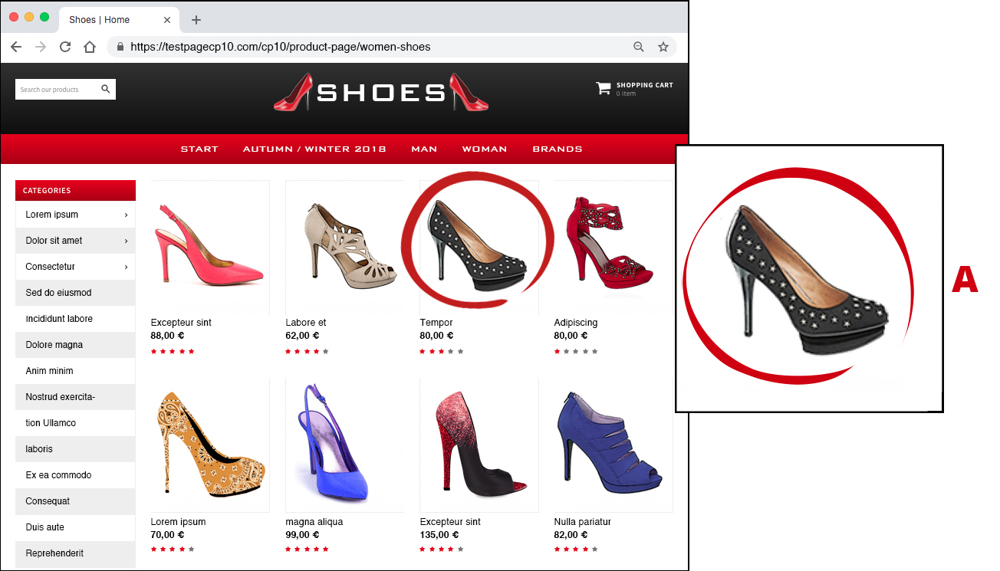 Shoes | Home
https://testpagecp10.com/cp10/product-page/women-shoes
Search our products
SHOES
SHOPPING CART
0 Item
START AUTUMN / WINTER 2018 MAN WOMAN BRANDS
CATEGORIES
Lorem ipsum
Dolor sit amet
Consectetur
Sed do eiusmod
Incididunt labore
Dolore magna
Anim minim
Nostrud exercita-
tion Ullamco
laboris
Ex ea commodo
Consequat
Duis aute
Reprehenderit
Excepteur sint
88,00 €
Labore et
62,00 €
Tempor
80,00 €
Adipiscing
80,00 €
Lorem ipsum
70,00 €
magna aliqua
99,00 €
Excepteur sint
135,00 €
Nulla pariatur
82,00 €
A